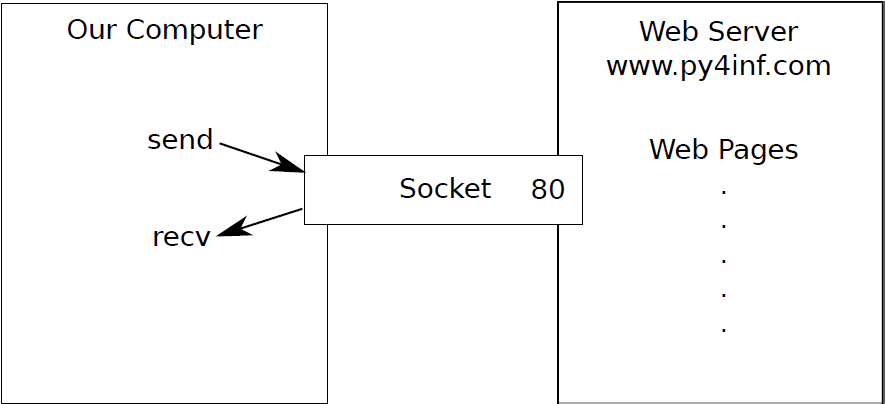 Our Computer
send
recv
Socket 80
Web Server
www.py4inf.com
Web Pages
.
.
.
.
.